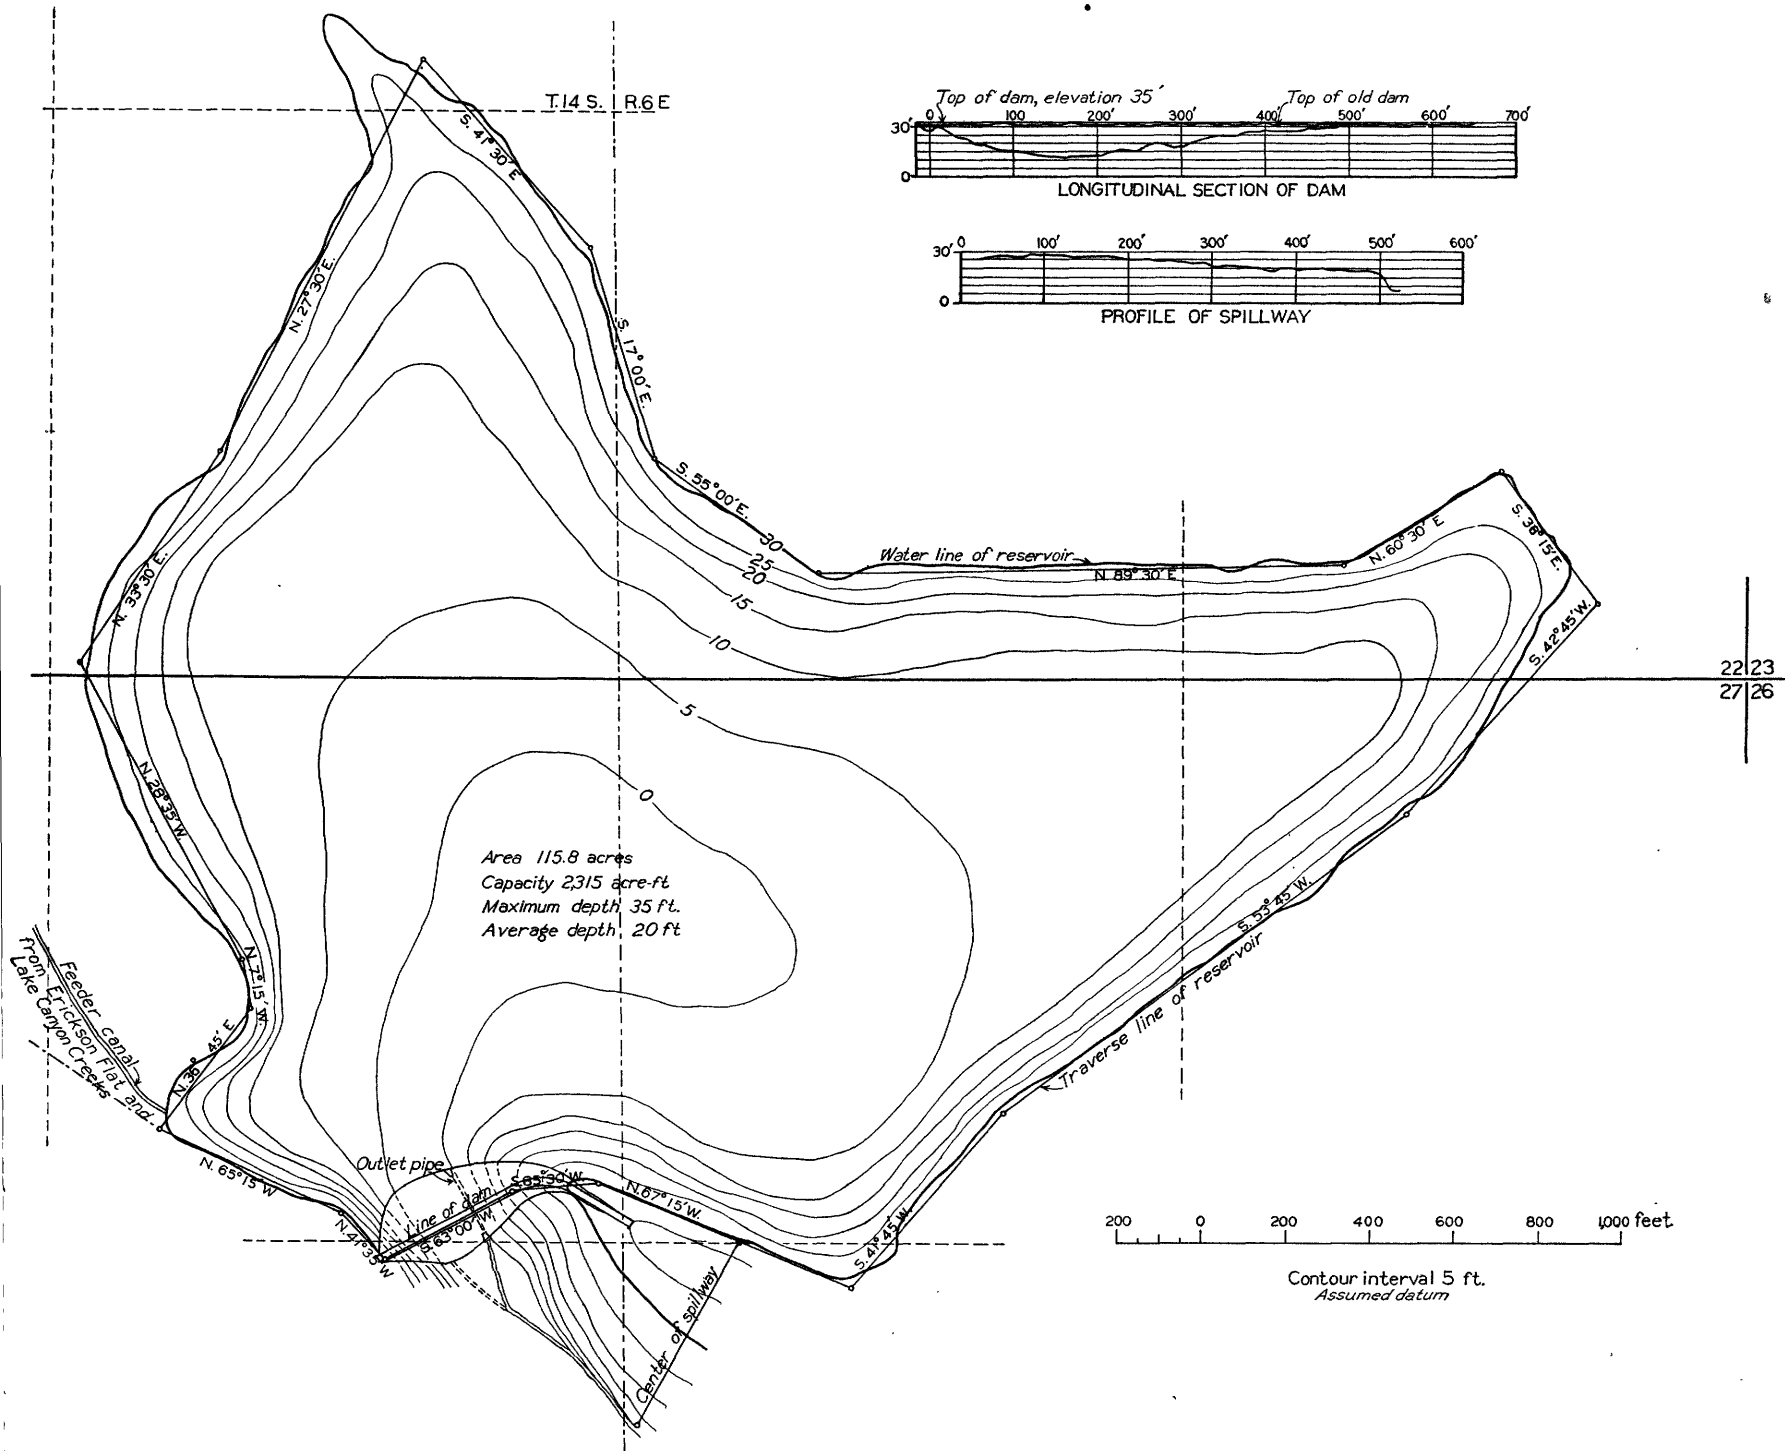 T.14 S. R.6 E
Top of dam, elevation 35'
Top of old dam
0 100' 200' 300' 400' 500' 600' 700'
30'
0
LONGITUDINAL SECTION OF DAM
0 100' 200' 300' 400' 500' 600'
30'
0
PROFILE OF SPILLWAY
S. 41° 30' E
N. 27° 30' E.
S. 17° 00' E.
S. 55° 00' E.
30
25
20
15
10
5
0
Water line of reservoir
N. 89° 30' E.
N. 60° 30' E
S. 38° 15' E.
S. 42° 45' W.
N. 33° 30' E.
22 23
27 26
N. 28° 35' W.
Area 115.8 acres
Capacity 2,315 acre-ft
Maximum depth 35 ft.
Average depth 20 ft
S. 53° 45' W.
Traverse line of reservoir
N. 7° 15' W.
Feeder canal
from Erickson Flat and
Lake Canyon Creeks
N. 36° 45' E
N. 65° 15' W
N. 41° 35' W
Outlet pipe
Line of dam
S. 63° 00' W.
S. 85° 30' W.
N. 67° 15' W.
S. 41° 45' W.
Center of spillway
200 0 200 400 600 800 1,000 feet
Contour interval 5 ft.
Assumed datum